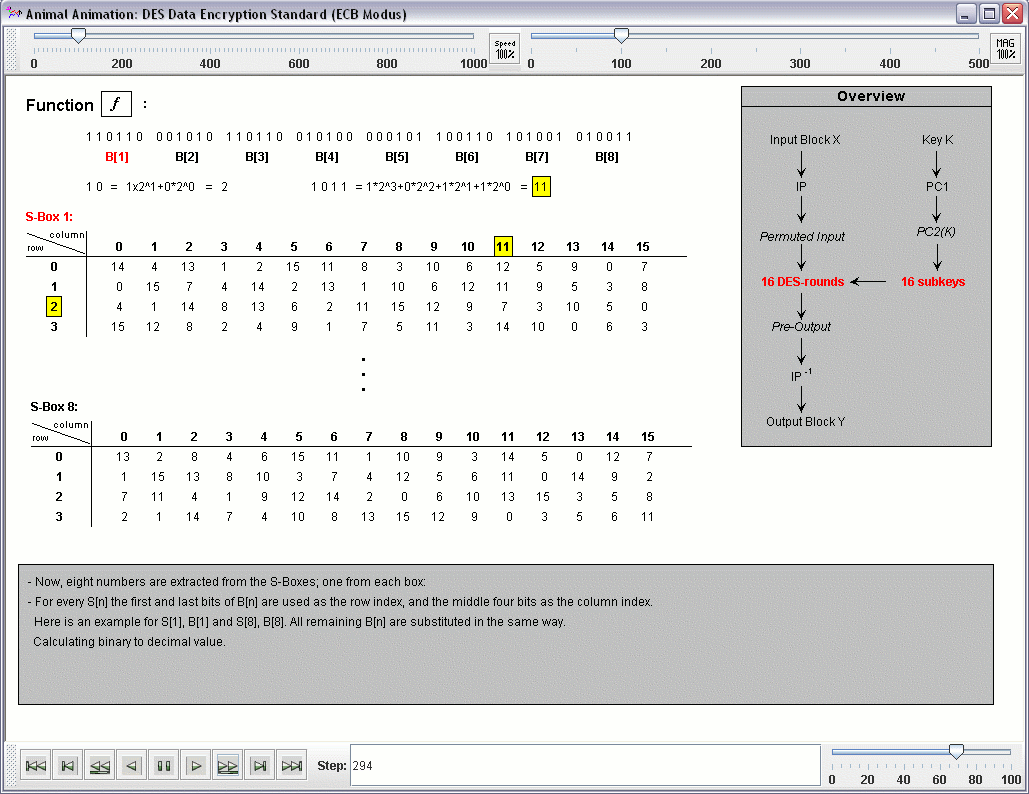 Animal Animation: DES Data Encryption Standard (ECB Modus)
0 200 400 600 800 1000
Speed 100%
0 100 200 300 400 500
MAG 100%
Function f :
110110 001010 110110 010100 000101 100110 101001 010011
B[1] B[2] B[3] B[4] B[5] B[6] B[7] B[8]
1 0 = 1x2^1+0*2^0 = 2 1 0 1 1 = 1*2^3+0*2^2+1*2^1+1*2^0 = 11
S-Box 1:
column
row 0 1 2 3 4 5 6 7 8 9 10 11 12 13 14 15
0 14 4 13 1 2 15 11 8 3 10 6 12 5 9 0 7
1 0 15 7 4 14 2 13 1 10 6 12 11 9 5 3 8
2 4 1 14 8 13 6 2 11 15 12 9 7 3 10 5 0
3 15 12 8 2 4 9 1 7 5 11 3 14 10 0 6 3
S-Box 8:
column
row 0 1 2 3 4 5 6 7 8 9 10 11 12 13 14 15
0 13 2 8 4 6 15 11 1 10 9 3 14 5 0 12 7
1 1 15 13 8 10 3 7 4 12 5 6 11 0 14 9 2
2 7 11 4 1 9 12 14 2 0 6 10 13 15 3 5 8
3 2 1 14 7 4 10 8 13 15 12 9 0 3 5 6 11
Overview
Input Block X Key K
IP PC1
Permuted Input PC2(K)
16 DES-rounds 16 subkeys
Pre-Output
IP -1
Output Block Y
- Now, eight numbers are extracted from the S-Boxes; one from each box:
- For every S[n] the first and last bits of B[n] are used as the row index, and the middle four bits as the column index.
Here is an example for S[1], B[1] and S[8], B[8]. All remaining B[n] are substituted in the same way.
Calculating binary to decimal value.
Step: 294
0 20 40 60 80 100